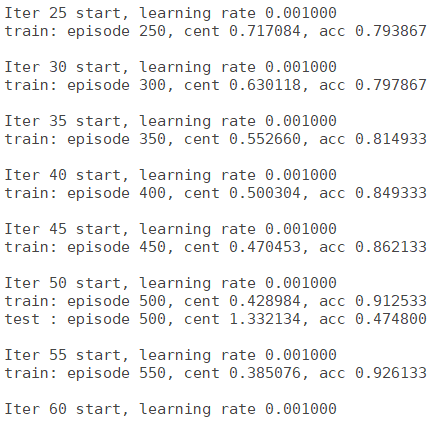 Iter 25 start, learning rate 0.001000
train: episode 250, cent 0.717084, acc 0.793867
Iter 30 start, learning rate 0.001000
train: episode 300, cent 0.630118, acc 0.797867
Iter 35 start, learning rate 0.001000
train: episode 350, cent 0.552660, acc 0.814933
Iter 40 start, learning rate 0.001000
train: episode 400, cent 0.500304, acc 0.849333
Iter 45 start, learning rate 0.001000
train: episode 450, cent 0.470453, acc 0.862133
Iter 50 start, learning rate 0.001000
train: episode 500, cent 0.428984, acc 0.912533
test : episode 500, cent 1.332134, acc 0.474800
Iter 55 start, learning rate 0.001000
train: episode 550, cent 0.385076, acc 0.926133
Iter 60 start, learning rate 0.001000